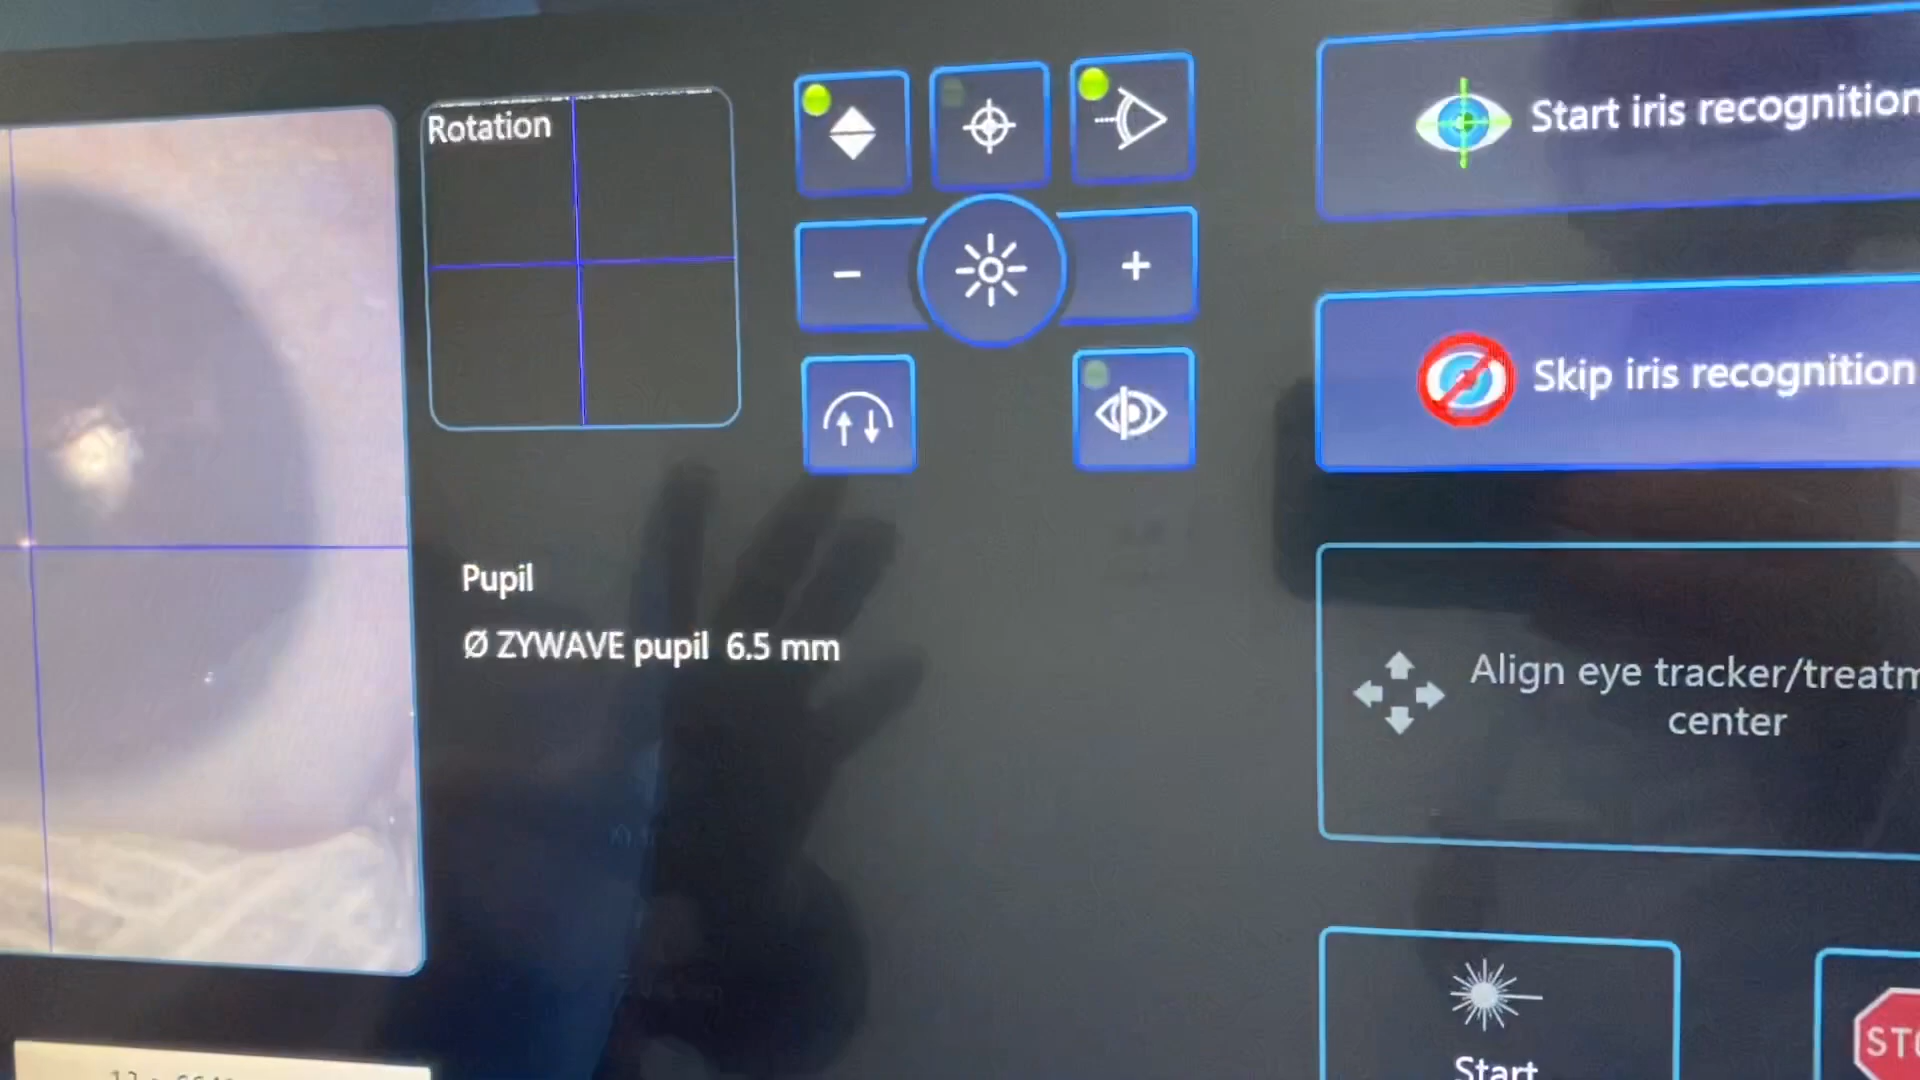 Rotation
Start iris recognition
Skip iris recognition
Pupil
Ø ZYWAVE pupil 6.5 mm
Align eye tracker/treatm
center
Start
STO